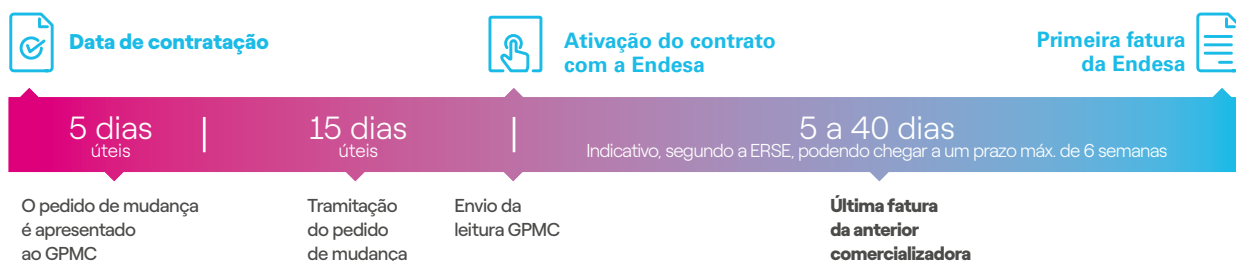 Data de contratação
Ativação do contrato
com a Endesa
Primeira fatura
da Endesa
5 dias
úteis
15 dias
úteis
5 a 40 dias
Indicativo, segundo a ERSE, podendo chegar a um prazo máx. de 6 semanas
O pedido de mudança
é apresentado
ao GPMC
Tramitação
do pedido
de mudança
Envio da
leitura GPMC
Última fatura
da anterior
comercializadora